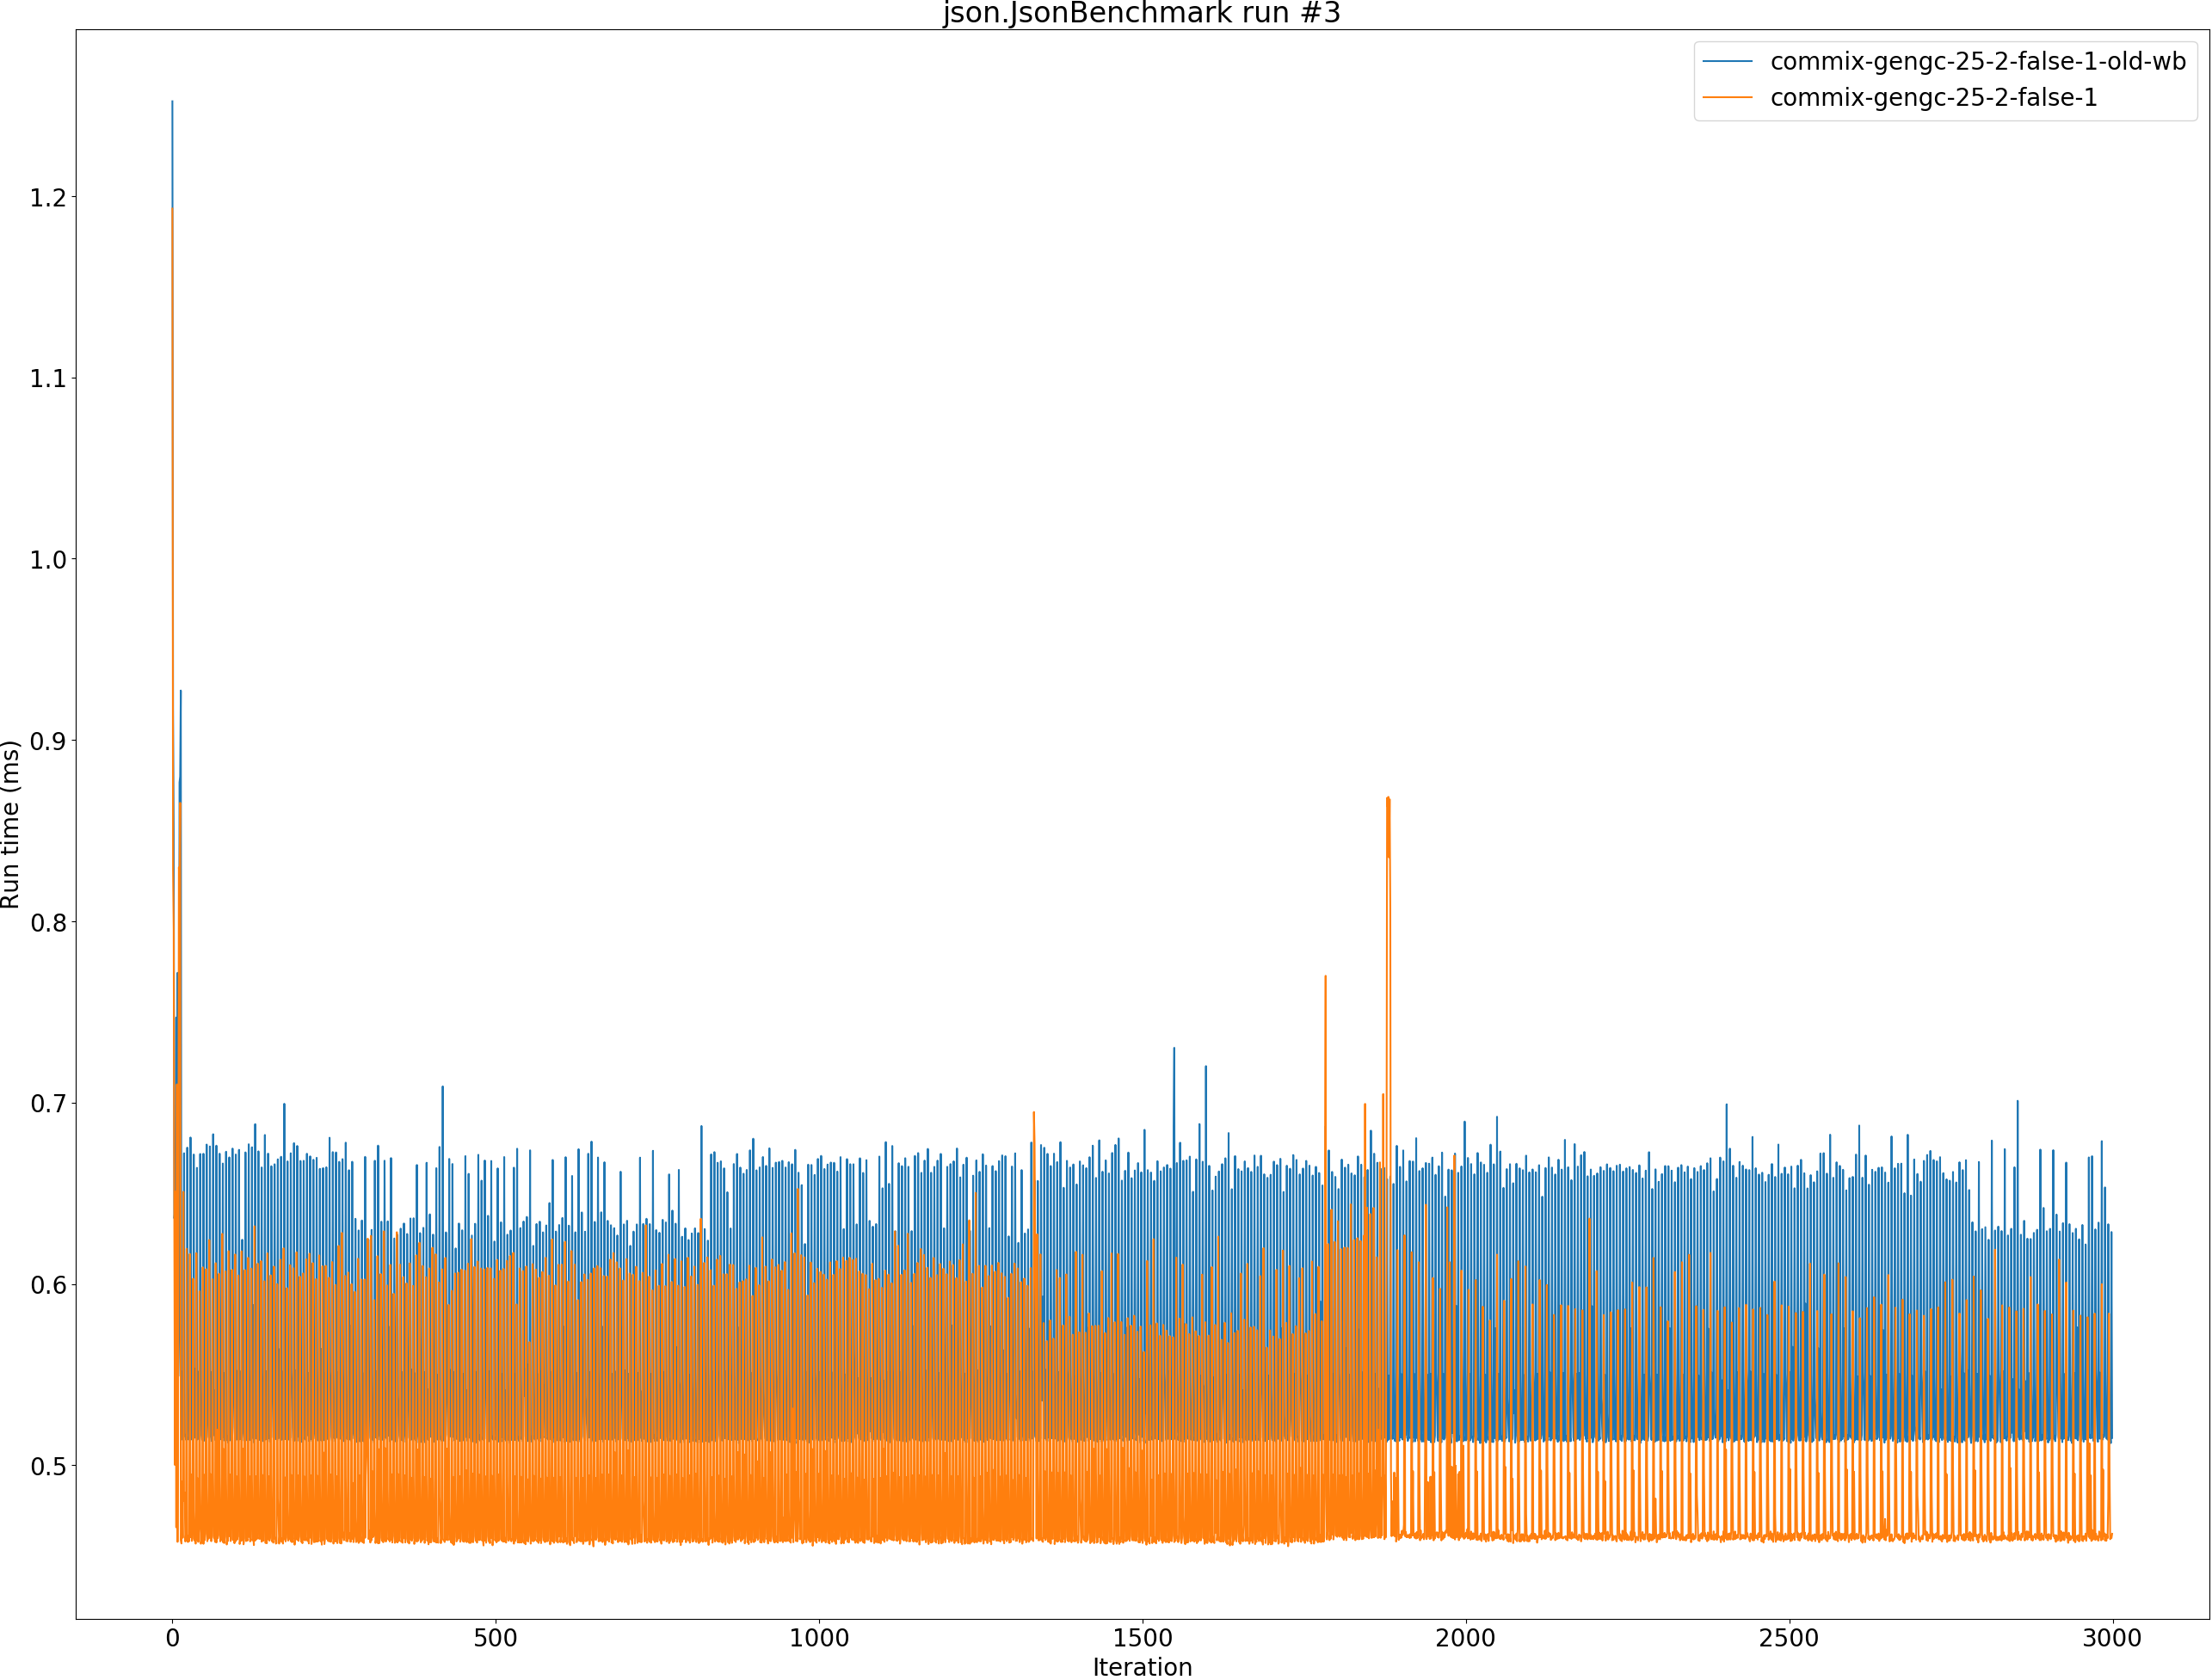 json.JsonBenchmark run #3
commix-gengc-25-2-false-1-old-wb
commix-gengc-25-2-false-1
Run time (ms)
1.2
1.1
1.0
0.9
0.8
0.7
0.6
0.5
0 500 1000 1500 2000 2500 3000
Iteration